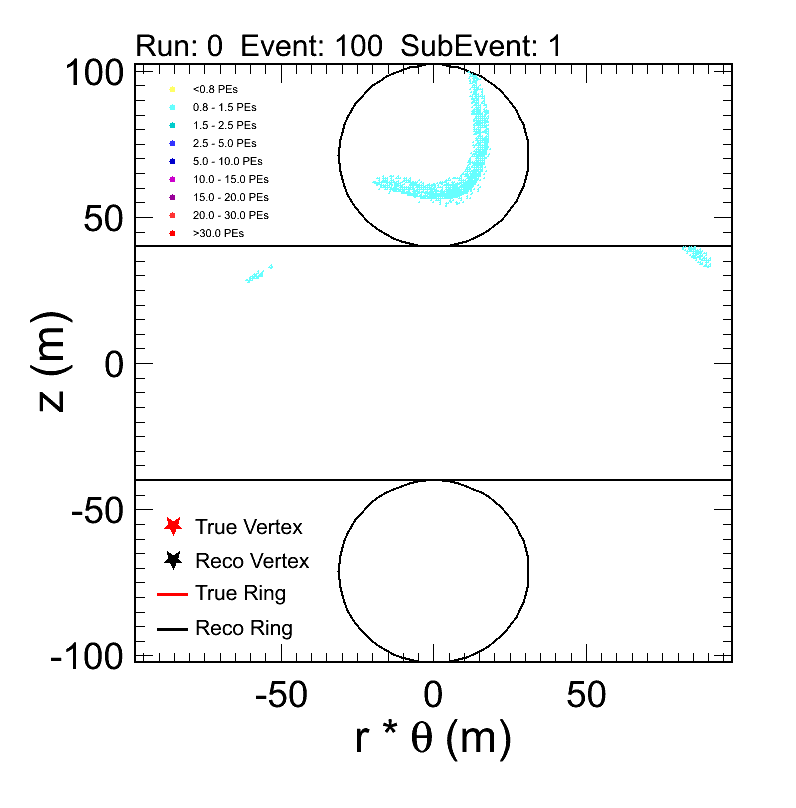 Run: 0 Event: 100 SubEvent: 1
100
<0.8 PEs
0.8 - 1.5 PEs
1.5 - 2.5 PEs
2.5 - 5.0 PEs
5.0 - 10.0 PEs
10.0 - 15.0 PEs
15.0 - 20.0 PEs
20.0 - 30.0 PEs
>30.0 PEs
50
0
z (m)
-50
True Vertex
Reco Vertex
True Ring
Reco Ring
-100
-50 0 50
r * θ (m)